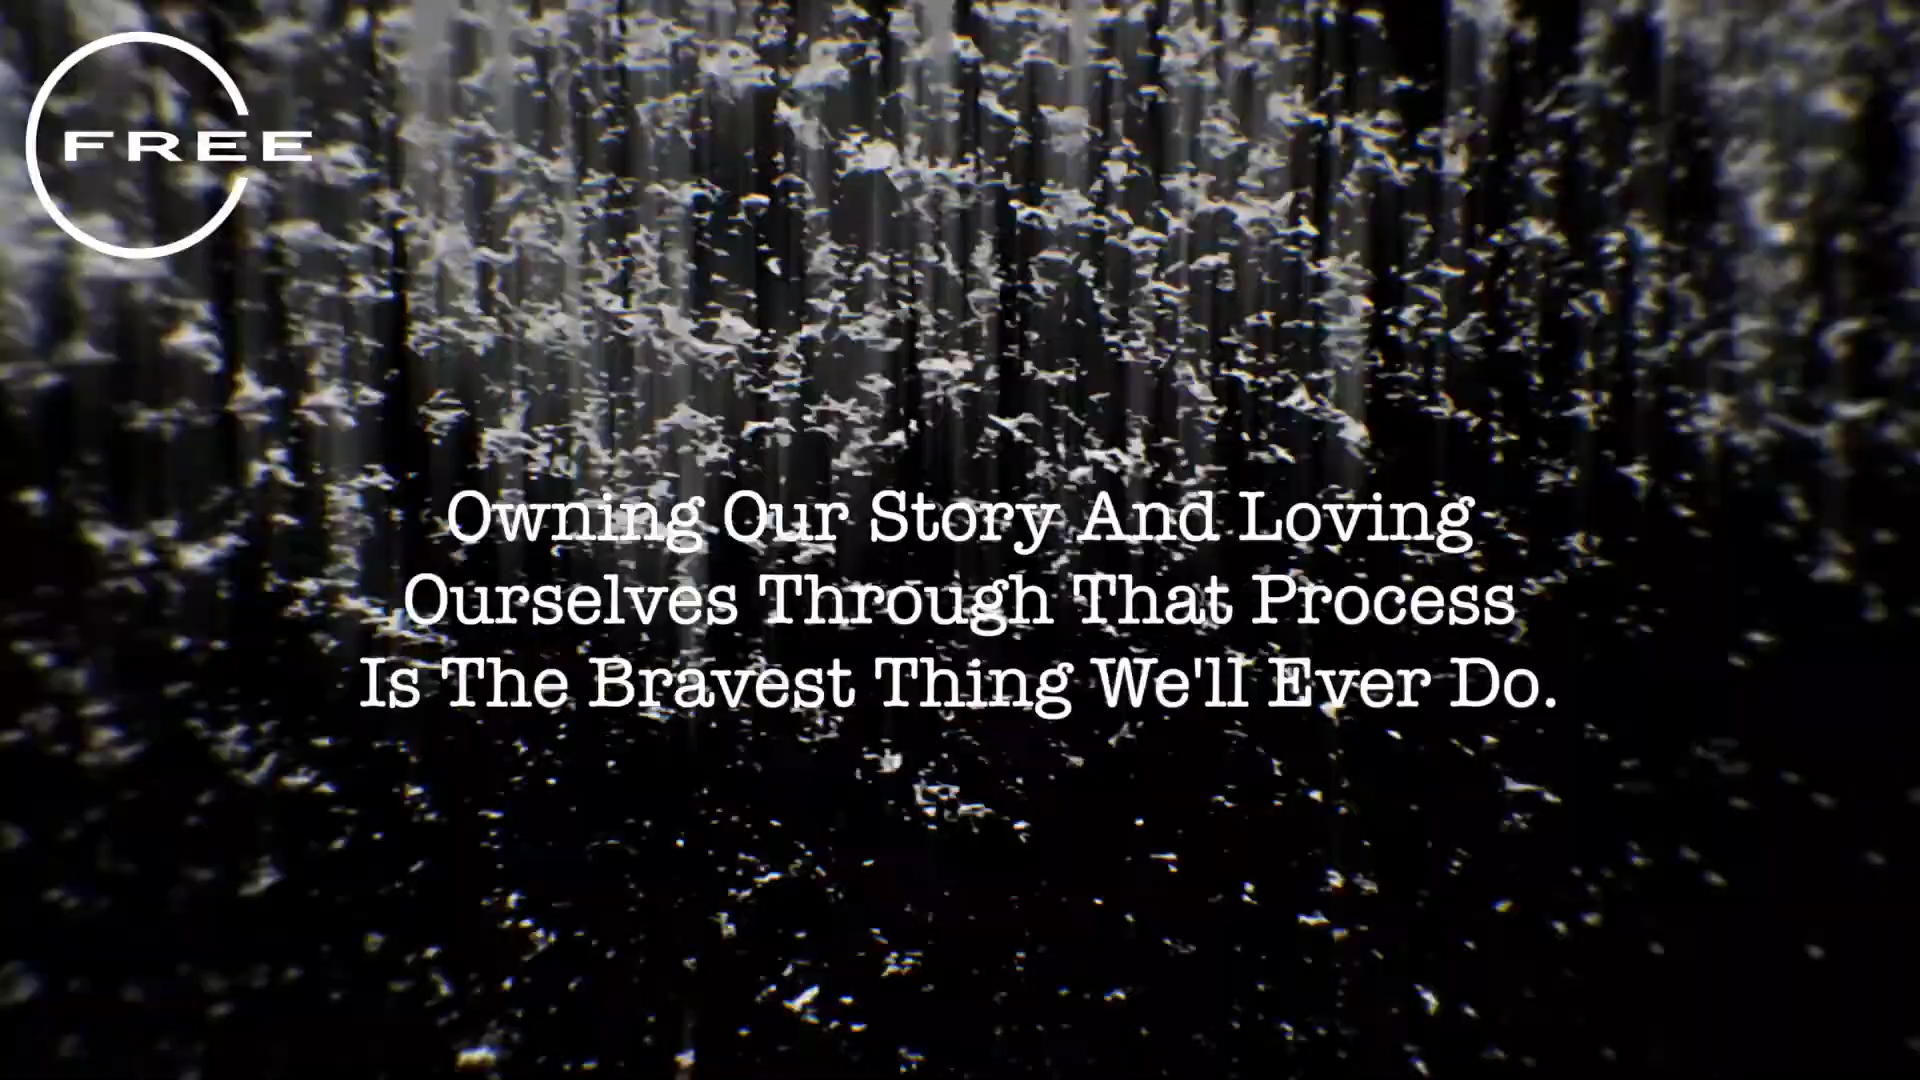 FREE
Owning Our Story And Loving
Ourselves Through That Process
Is The Bravest Thing We'll Ever Do.